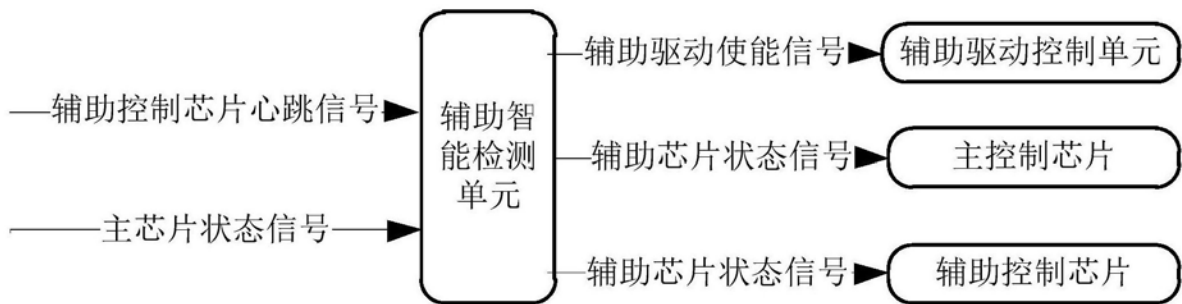 辅助驱动使能信号
辅助驱动控制单元
辅助控制芯片心跳信号
辅助智
能检测
单元
辅助芯片状态信号
主控制芯片
主芯片状态信号
辅助芯片状态信号
辅助控制芯片